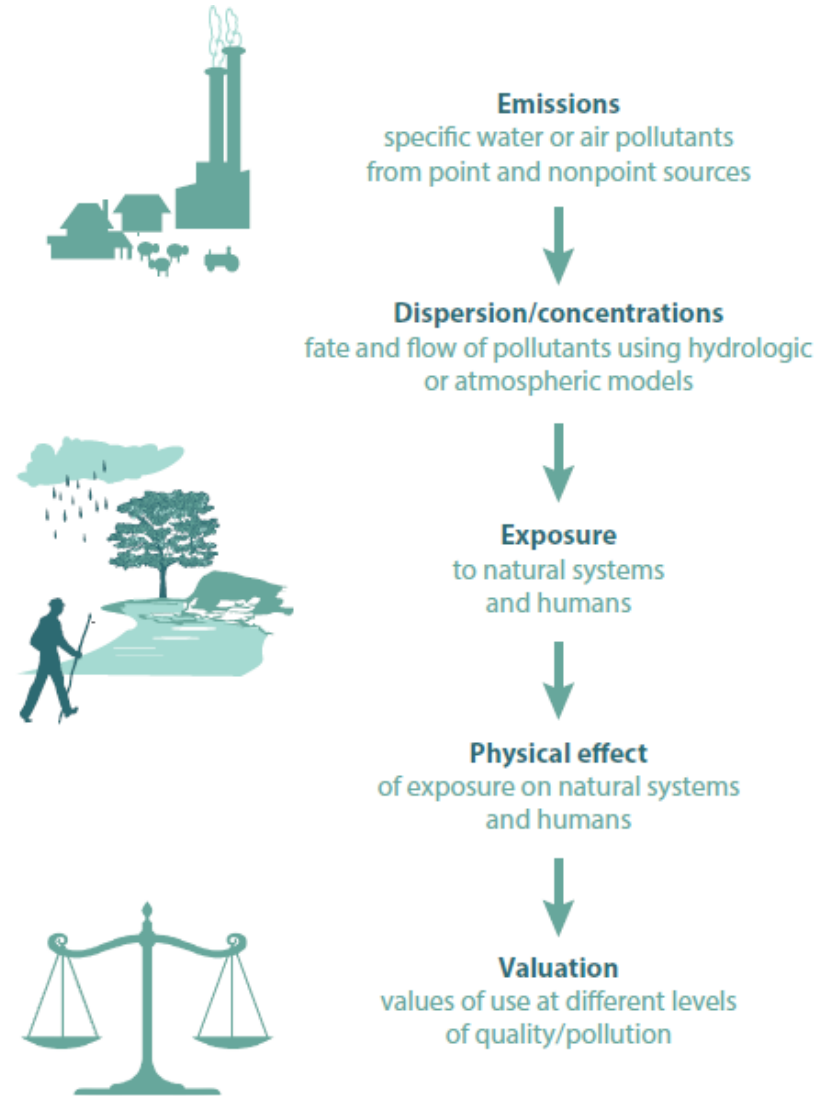 Emissions
specific water or air pollutants
from point and nonpoint sources
Dispersion/concentrations
fate and flow of pollutants using hydrologic
or atmospheric models
Exposure
to natural systems
and humans
Physical effect
of exposure on natural systems
and humans
Valuation
values of use at different levels
of quality/pollution